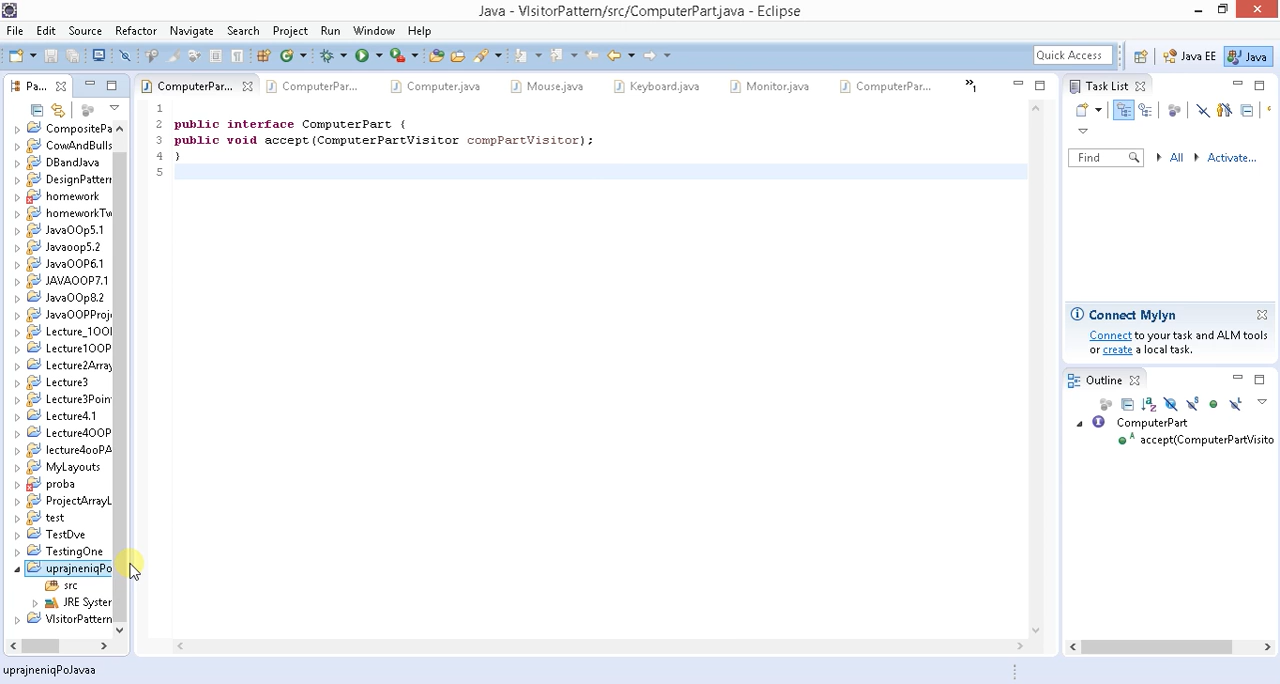 Java - VIsitorPattern/src/ComputerPart.java - Eclipse
File Edit Source Refactor Navigate Search Project Run Window Help
Quick Access
Java EE
Java
Pa...
ComputerPar...
ComputerPar...
Computer.java
Mouse.java
Keyboard.java
Monitor.java
ComputerPar...
»1
Task List
CompositePa
CowAndBulls
DBandJava
DesignPattern
homework
homeworkTw
JavaOOp5.1
Javaoop5.2
JavaOOP6.1
JAVAOOP7.1
JavaOOp8.2
JavaOOPProj
Lecture_1OOI
Lecture1OOP
Lecture2Array
Lecture3
Lecture3Poin
Lecture4.1
Lecture4OOP
lecture4ooPA
MyLayouts
proba
ProjectArrayL
test
TestDve
TestingOne
uprajneniqPo
src
JRE System
VIsitorPattern
1
2 public interface ComputerPart {
3 public void accept(ComputerPartVisitor compPartVisitor);
4 }
5
Find
All
Activate...
Connect Mylyn
Connect to your task and ALM tools
or create a local task.
Outline
ComputerPart
accept(ComputerPartVisito
uprajneniqPoJavaa